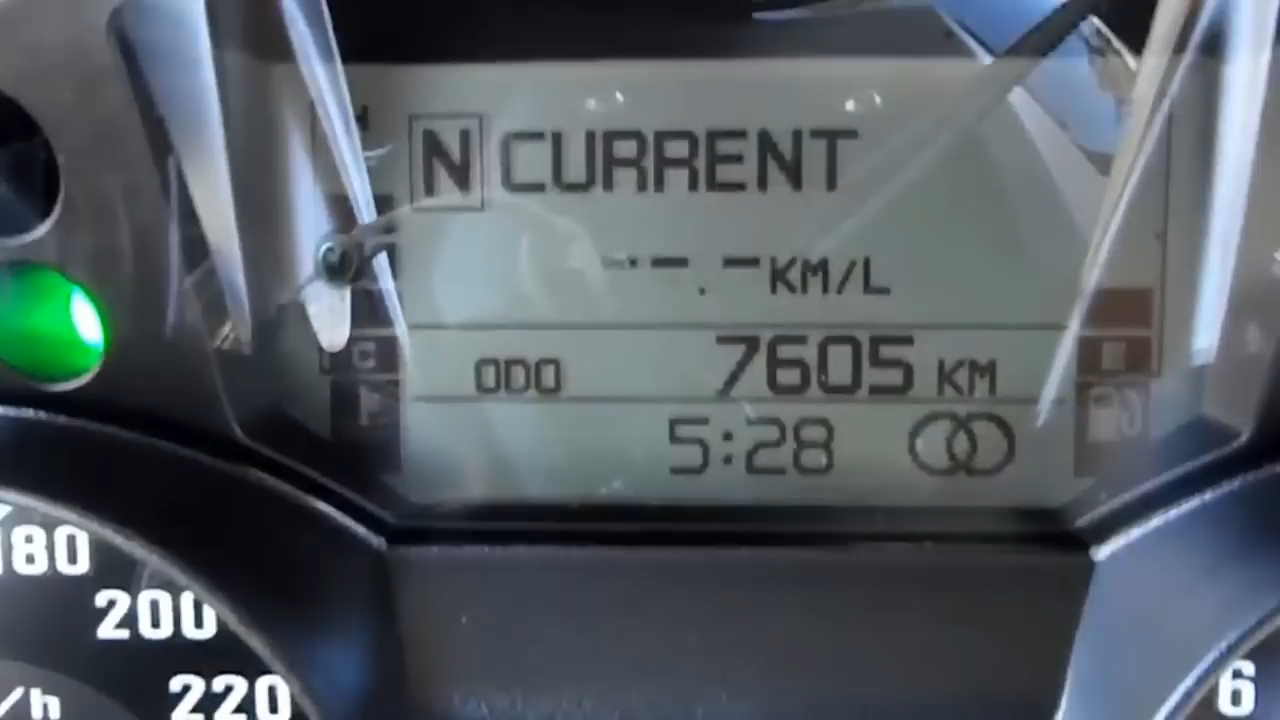 H
N CURRENT
--.-KM/L
C E
ODO 7605 KM
5:28
180
200
220
/h
6